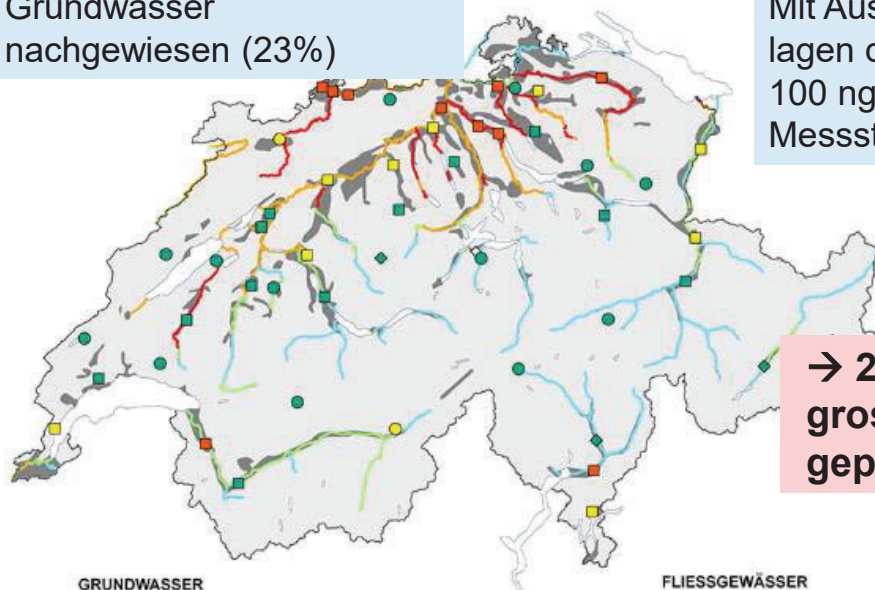 Grundwasser
nachgewiesen (23%)
Mit Aus
lagen d
100 ng
Messst
→ 2
gros
gep
GRUNDWASSER
FLIESSGEWÄSSER